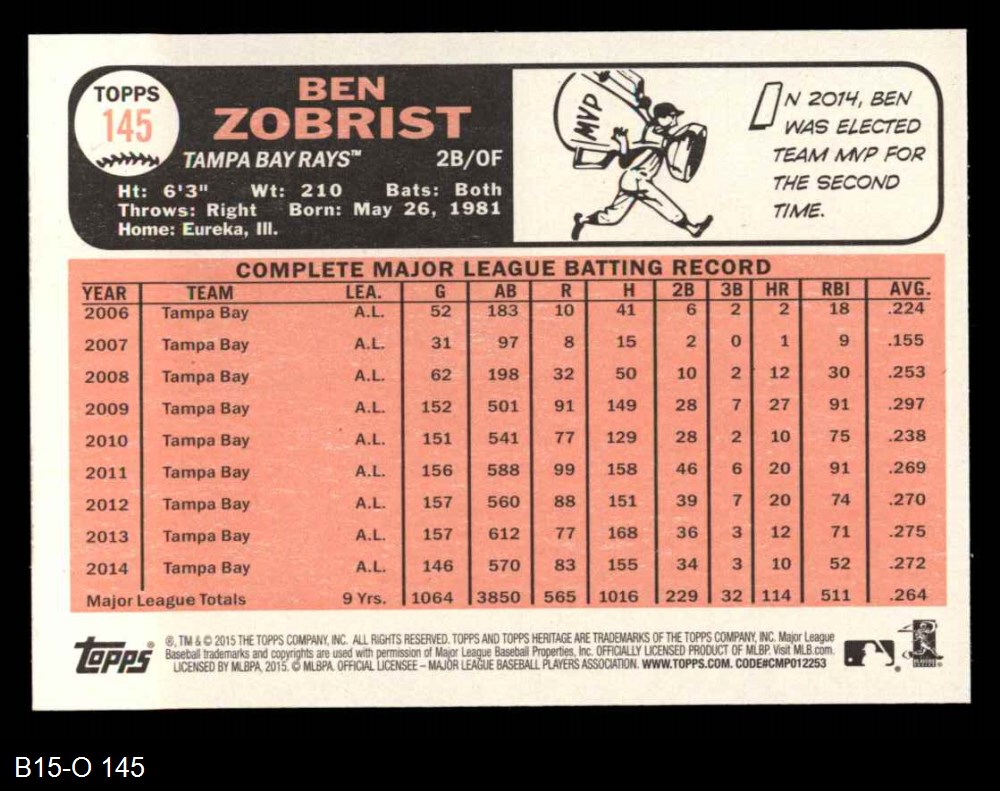 TOPPS
145
BEN
ZOBRIST
TAMPA BAY RAYS™ 2B/OF
Ht: 6'3" Wt: 210 Bats: Both
Throws: Right Born: May 26, 1981
Home: Eureka, Ill.
MVP
IN 2014, BEN
WAS ELECTED
TEAM MVP FOR
THE SECOND
TIME.
COMPLETE MAJOR LEAGUE BATTING RECORD
YEAR TEAM LEA. G AB R H 2B 3B HR RBI AVG.
2006 Tampa Bay A.L. 52 183 10 41 6 2 2 18 .224
2007 Tampa Bay A.L. 31 97 8 15 2 0 1 9 .155
2008 Tampa Bay A.L. 62 198 32 50 10 2 12 30 .253
2009 Tampa Bay A.L. 152 501 91 149 28 7 27 91 .297
2010 Tampa Bay A.L. 151 541 77 129 28 2 10 75 .238
2011 Tampa Bay A.L. 156 588 99 158 46 6 20 91 .269
2012 Tampa Bay A.L. 157 560 88 151 39 7 20 74 .270
2013 Tampa Bay A.L. 157 612 77 168 36 3 12 71 .275
2014 Tampa Bay A.L. 146 570 83 155 34 3 10 52 .272
Major League Totals 9 Yrs. 1064 3850 565 1016 229 32 114 511 .264
Topps®
®, TM & © 2015 THE TOPPS COMPANY, INC. ALL RIGHTS RESERVED. TOPPS AND TOPPS HERITAGE ARE TRADEMARKS OF THE TOPPS COMPANY, INC. Major League
Baseball trademarks and copyrights are used with permission of Major League Baseball Properties, Inc. OFFICIALLY LICENSED PRODUCT OF MLBP. Visit MLB.com.
LICENSED BY MLBPA, 2015. © MLBPA. OFFICIAL LICENSEE – MAJOR LEAGUE BASEBALL PLAYERS ASSOCIATION. WWW.TOPPS.COM. CODE#CMP012253
B15-O 145